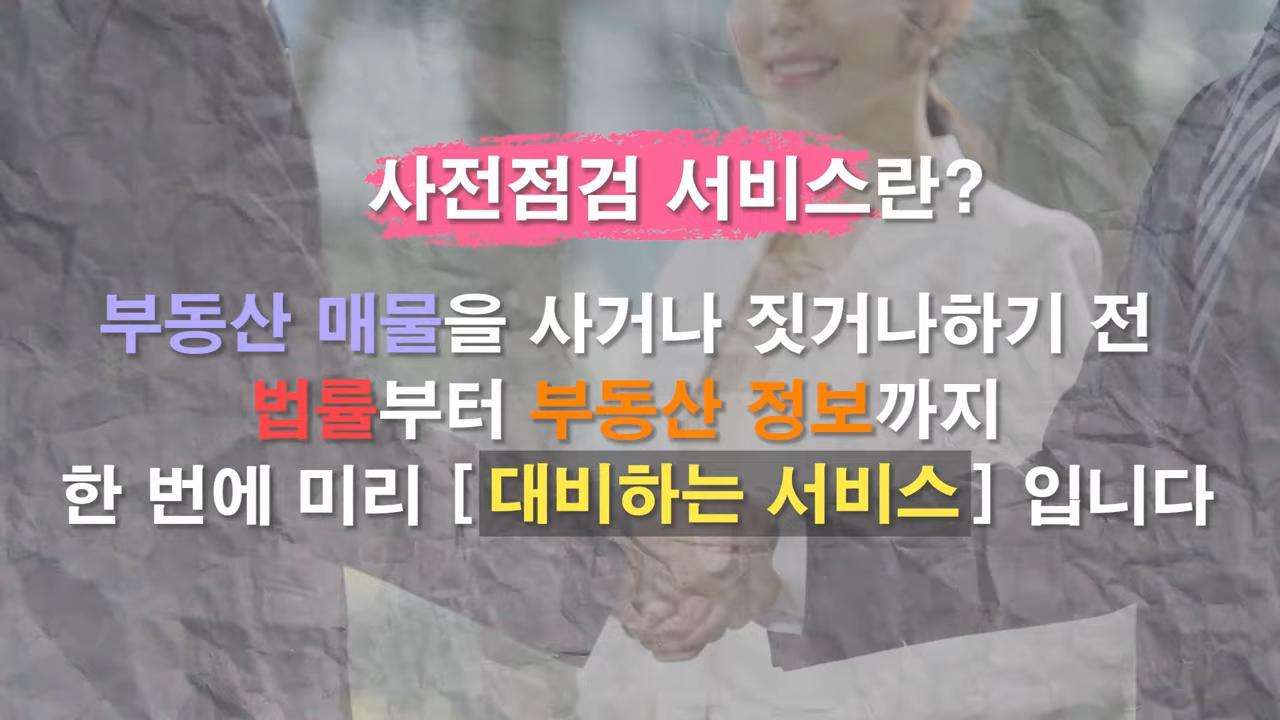 사전점검 서비스란?
부동산 매물을 사거나 짓거나하기 전
법률부터 부동산 정보까지
한 번에 미리 [대비하는 서비스] 입니다